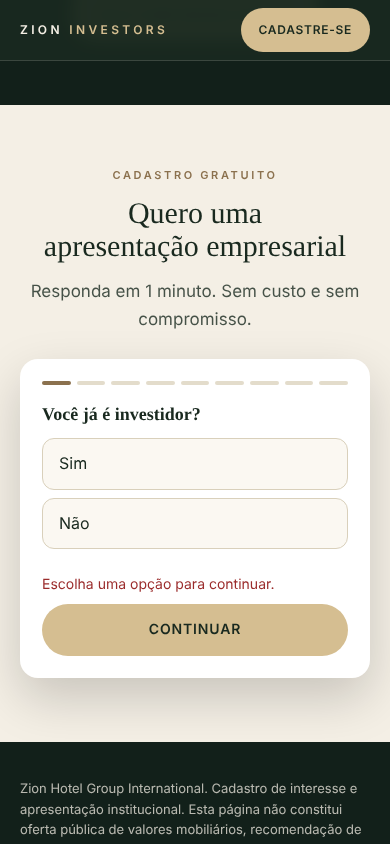 ZION INVESTORS
CADASTRE-SE
CADASTRO GRATUITO
Quero uma
apresentação empresarial
Responda em 1 minuto. Sem custo e sem
compromisso.
Você já é investidor?
Sim
Não
Escolha uma opção para continuar.
CONTINUAR
Zion Hotel Group International. Cadastro de interesse e
apresentação institucional. Esta página não constitui
oferta pública de valores mobiliários, recomendação de